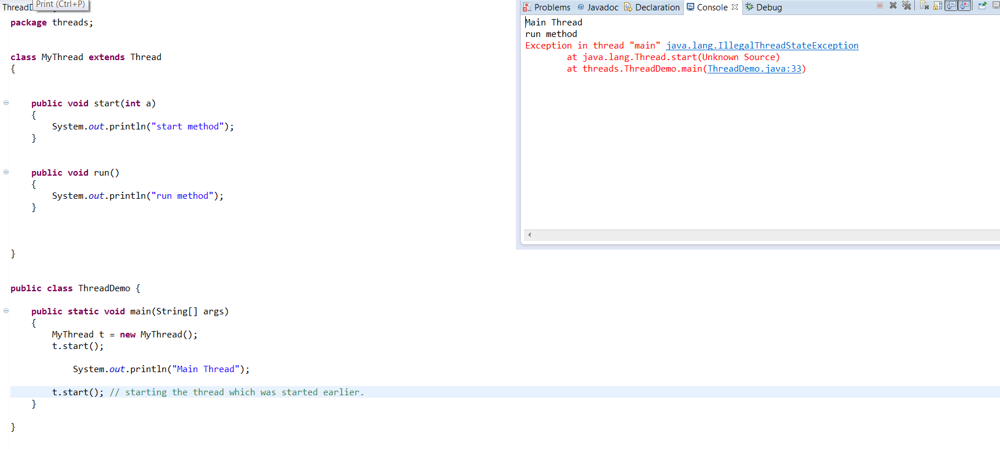 ThreadD
Print (Ctrl+P)
package threads;
class MyThread extends Thread
{
public void start(int a)
{
System.out.println("start method");
}
public void run()
{
System.out.println("run method");
}
}
public class ThreadDemo {
public static void main(String[] args)
{
MyThread t = new MyThread();
t.start();
System.out.println("Main Thread");
t.start(); // starting the thread which was started earlier.
}
}
Problems @ Javadoc Declaration Console Debug
Main Thread
run method
Exception in thread "main" java.lang.IllegalThreadStateException
at java.lang.Thread.start(Unknown Source)
at threads.ThreadDemo.main(ThreadDemo.java:33)